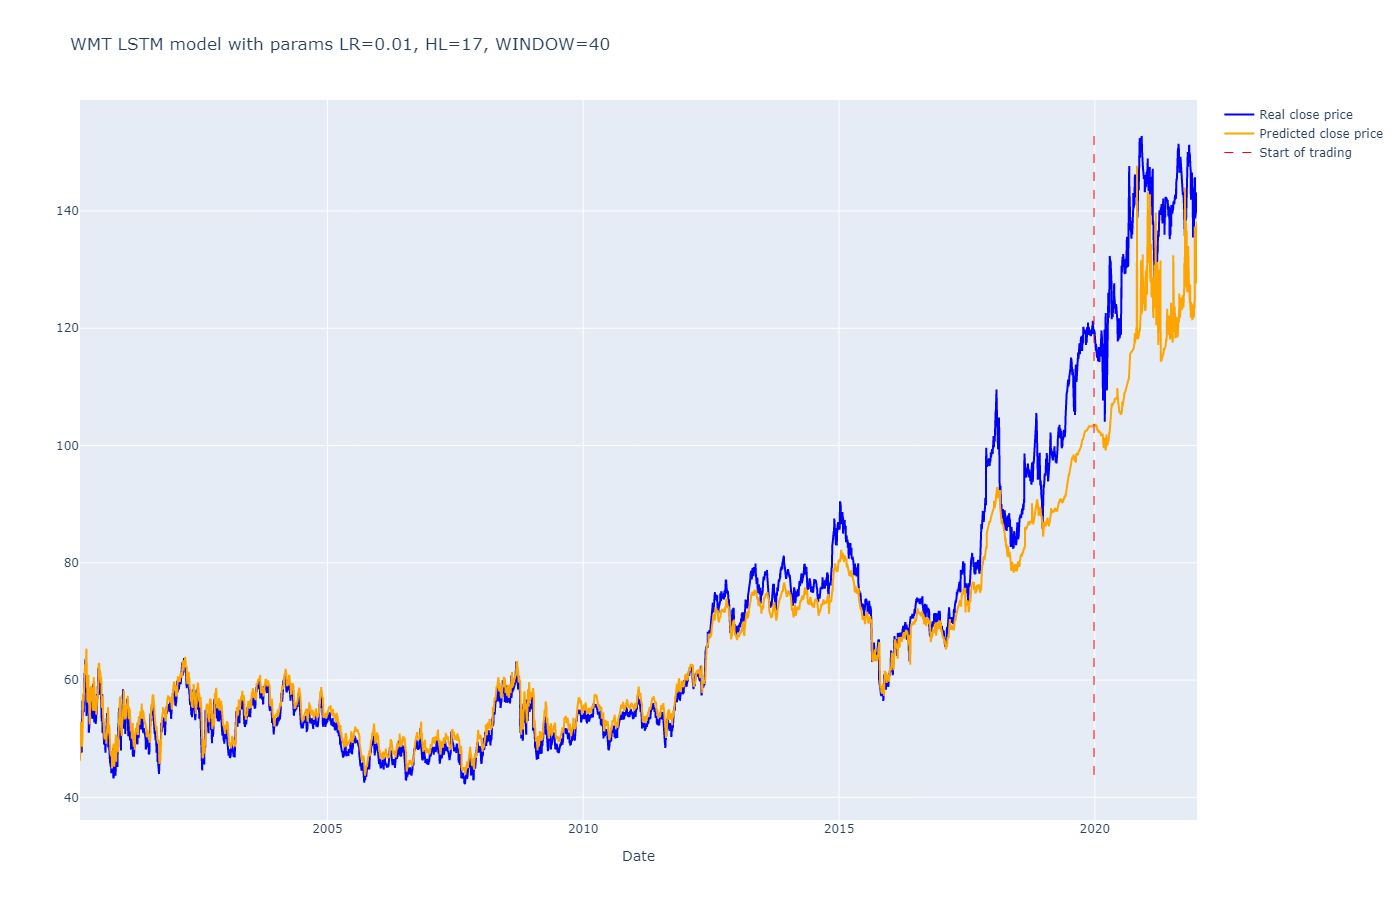 WMT LSTM model with params LR=0.01, HL=17, WINDOW=40
Real close price
Predicted close price
Start of trading
140
120
100
80
60
40
2005
2010
2015
2020
Date